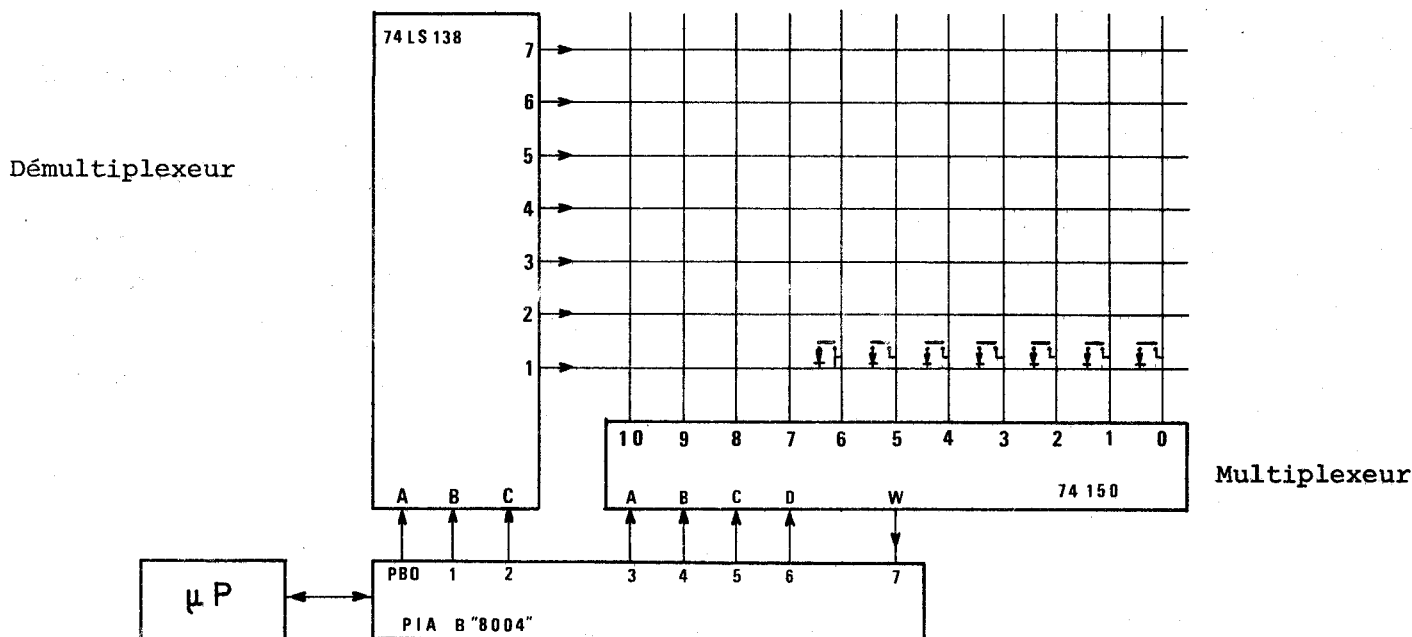 74 LS 138
7
6
Démultiplexeur
5
4
3
2
1
10 9 8 7 6 5 4 3 2 1 0
Multiplexeur
A B C
A B C D W
74 150
PB0 1 2 3 4 5 6 7
µ P
PIA B "8004"